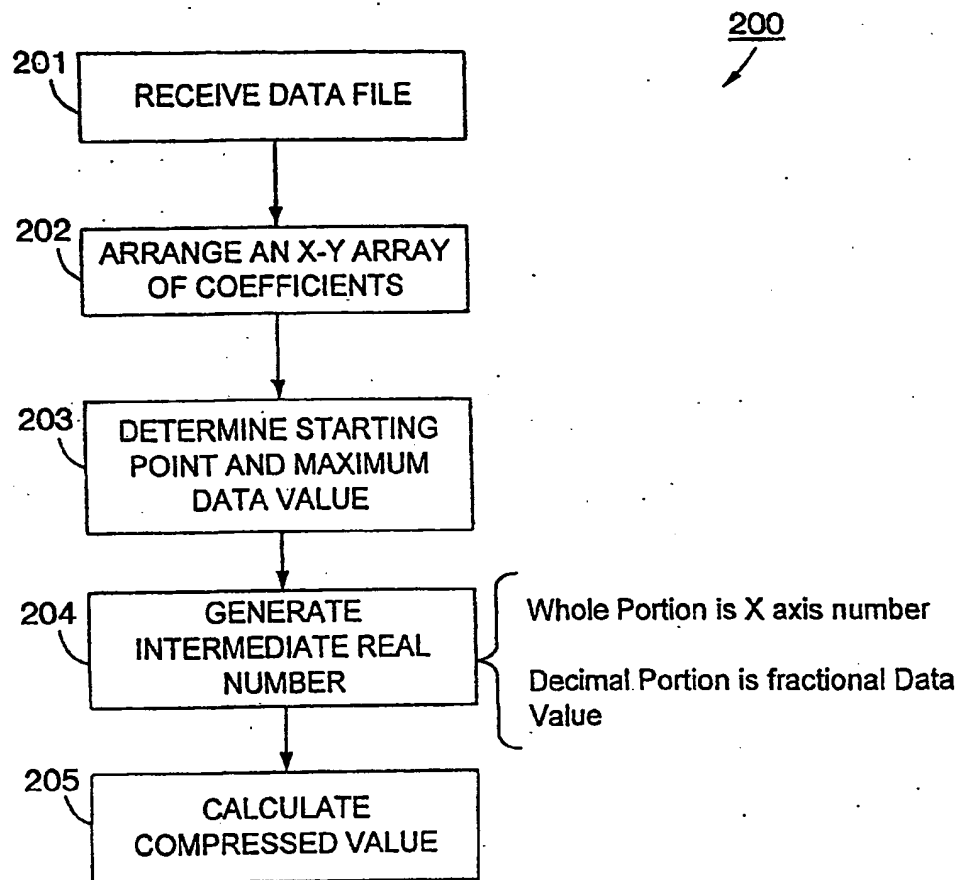 200
201
RECEIVE DATA FILE
202
ARRANGE AN X-Y ARRAY
OF COEFFICIENTS
203
DETERMINE STARTING
POINT AND MAXIMUM
DATA VALUE
204
GENERATE
INTERMEDIATE REAL
NUMBER
Whole Portion is X axis number
Decimal Portion is fractional Data
Value
205
CALCULATE
COMPRESSED VALUE